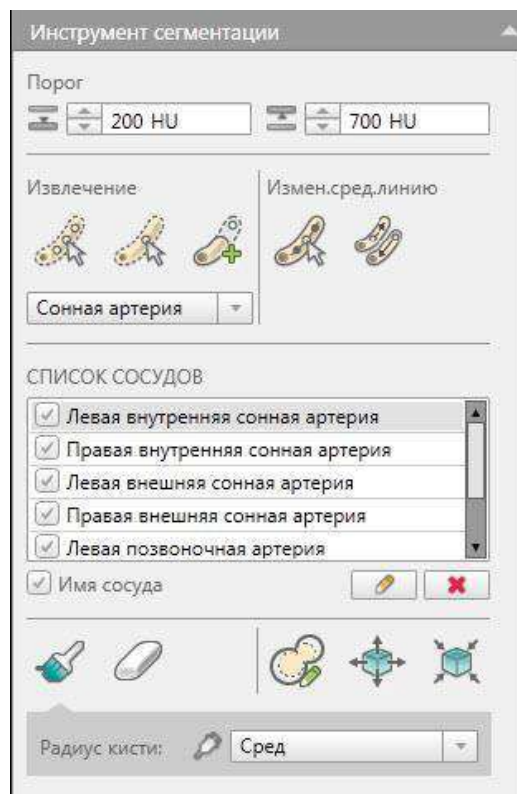 Инструмент сегментации
Порог
200 HU 700 HU
Извлечение Измен.сред.линию
Сонная артерия
СПИСОК СОСУДОВ
Левая внутренняя сонная артерия
Правая внутренняя сонная артерия
Левая внешняя сонная артерия
Правая внешняя сонная артерия
Левая позвоночная артерия
Имя сосуда
Радиус кисти: Сред